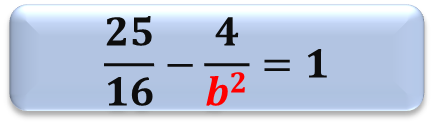 25/16 − 4/b² = 1